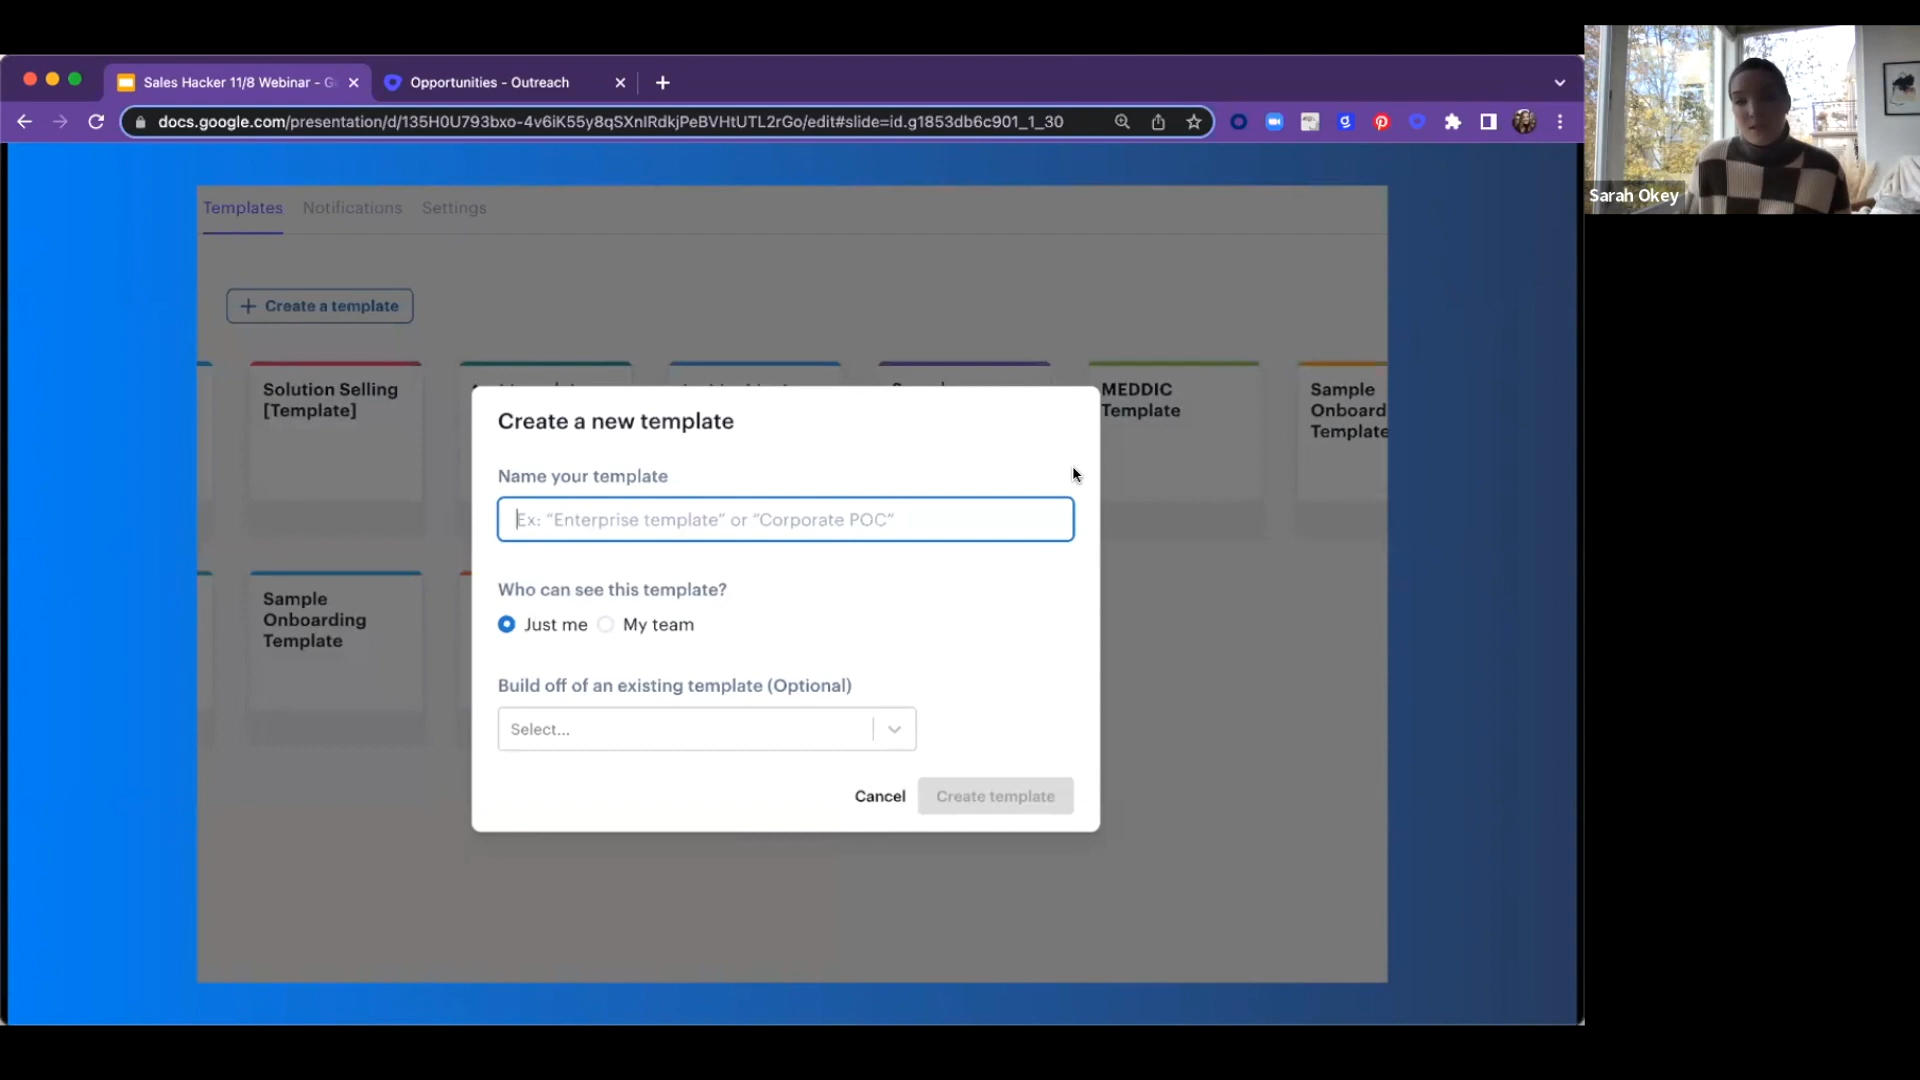 Sales Hacker 11/8 Webinar - G
Opportunities - Outreach
docs.google.com/presentation/d/135H0U793bxo-4v6iK55y8qSXnIRdkjPeBVHtUTL2rGo/edit#slide=id.g1853db6c901_1_30
Sarah Okey
Templates Notifications Settings
+ Create a template
Solution Selling
[Template]
MEDDIC
Template
Sample
Onboard
Template
Create a new template
Name your template
Ex: “Enterprise template” or “Corporate POC”
Who can see this template?
Just me My team
Sample
Onboarding
Template
Build off of an existing template (Optional)
Select...
Cancel Create template